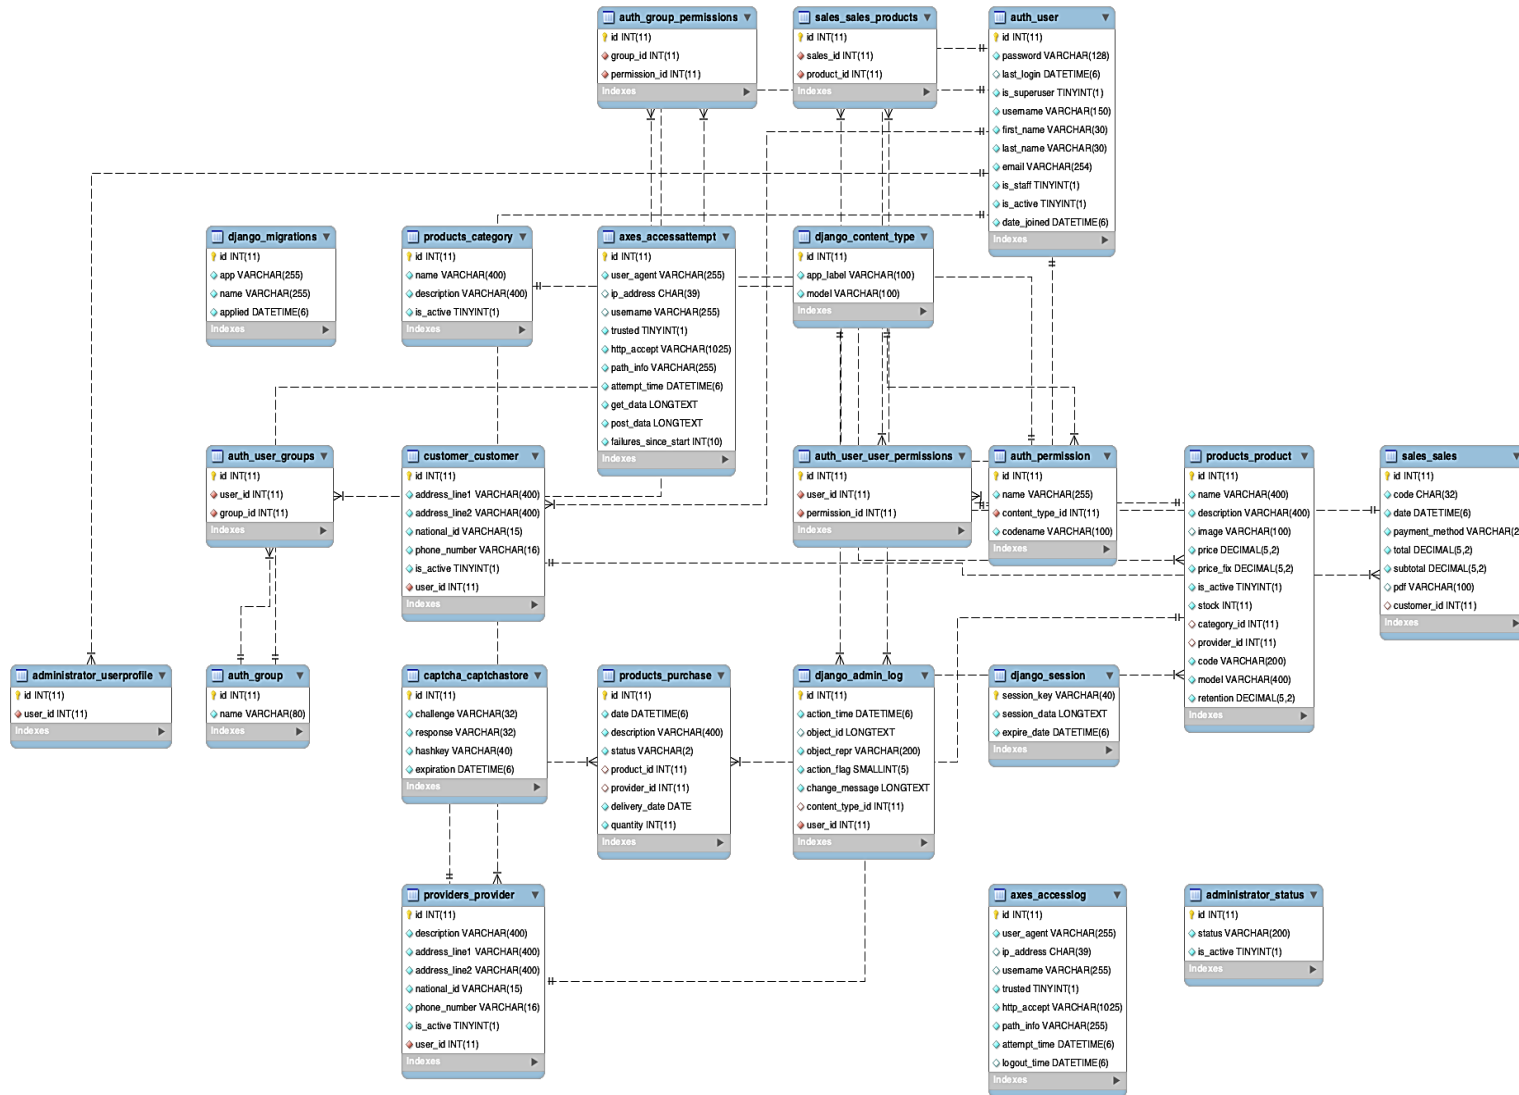 auth_group_permissions
id INT(11)
group_id INT(11)
permission_id INT(11)
Indexes
sales_sales_products
id INT(11)
sales_id INT(11)
product_id INT(11)
Indexes
auth_user
id INT(11)
password VARCHAR(128)
last_login DATETIME(6)
is_superuser TINYINT(1)
username VARCHAR(150)
first_name VARCHAR(30)
last_name VARCHAR(30)
email VARCHAR(254)
is_staff TINYINT(1)
is_active TINYINT(1)
date_joined DATETIME(6)
Indexes
django_migrations
id INT(11)
app VARCHAR(255)
name VARCHAR(255)
applied DATETIME(6)
Indexes
products_category
id INT(11)
name VARCHAR(400)
description VARCHAR(400)
is_active TINYINT(1)
Indexes
axes_accessattempt
id INT(11)
user_agent VARCHAR(255)
ip_address CHAR(39)
username VARCHAR(255)
trusted TINYINT(1)
http_accept VARCHAR(1025)
path_info VARCHAR(255)
attempt_time DATETIME(6)
get_data LONGTEXT
post_data LONGTEXT
failures_since_start INT(10)
Indexes
django_content_type
id INT(11)
app_label VARCHAR(100)
model VARCHAR(100)
Indexes
auth_user_groups
id INT(11)
user_id INT(11)
group_id INT(11)
Indexes
customer_customer
id INT(11)
address_line1 VARCHAR(400)
address_line2 VARCHAR(400)
national_id VARCHAR(15)
phone_number VARCHAR(16)
is_active TINYINT(1)
user_id INT(11)
Indexes
auth_user_user_permissions
id INT(11)
user_id INT(11)
permission_id INT(11)
Indexes
auth_permission
id INT(11)
name VARCHAR(255)
content_type_id INT(11)
codename VARCHAR(100)
Indexes
products_product
id INT(11)
name VARCHAR(400)
description VARCHAR(400)
image VARCHAR(100)
price DECIMAL(5,2)
price_fix DECIMAL(5,2)
is_active TINYINT(1)
stock INT(11)
category_id INT(11)
provider_id INT(11)
code VARCHAR(200)
model VARCHAR(400)
retention DECIMAL(5,2)
Indexes
sales_sales
id INT(11)
code CHAR(32)
date DATETIME(6)
payment_method VARCHAR(2
total DECIMAL(5,2)
subtotal DECIMAL(5,2)
pdf VARCHAR(100)
customer_id INT(11)
Indexes
administrator_userprofile
id INT(11)
user_id INT(11)
Indexes
auth_group
id INT(11)
name VARCHAR(80)
Indexes
captcha_captchastore
id INT(11)
challenge VARCHAR(32)
response VARCHAR(32)
hashkey VARCHAR(40)
expiration DATETIME(6)
Indexes
products_purchase
id INT(11)
date DATETIME(6)
description VARCHAR(400)
status VARCHAR(2)
product_id INT(11)
provider_id INT(11)
delivery_date DATE
quantity INT(11)
Indexes
django_admin_log
id INT(11)
action_time DATETIME(6)
object_id LONGTEXT
object_repr VARCHAR(200)
action_flag SMALLINT(5)
change_message LONGTEXT
content_type_id INT(11)
user_id INT(11)
Indexes
django_session
session_key VARCHAR(40)
session_data LONGTEXT
expire_date DATETIME(6)
Indexes
providers_provider
id INT(11)
description VARCHAR(400)
address_line1 VARCHAR(400)
address_line2 VARCHAR(400)
national_id VARCHAR(15)
phone_number VARCHAR(16)
is_active TINYINT(1)
user_id INT(11)
Indexes
axes_accesslog
id INT(11)
user_agent VARCHAR(255)
ip_address CHAR(39)
username VARCHAR(255)
trusted TINYINT(1)
http_accept VARCHAR(1025)
path_info VARCHAR(255)
attempt_time DATETIME(6)
logout_time DATETIME(6)
Indexes
administrator_status
id INT(11)
status VARCHAR(200)
is_active TINYINT(1)
Indexes